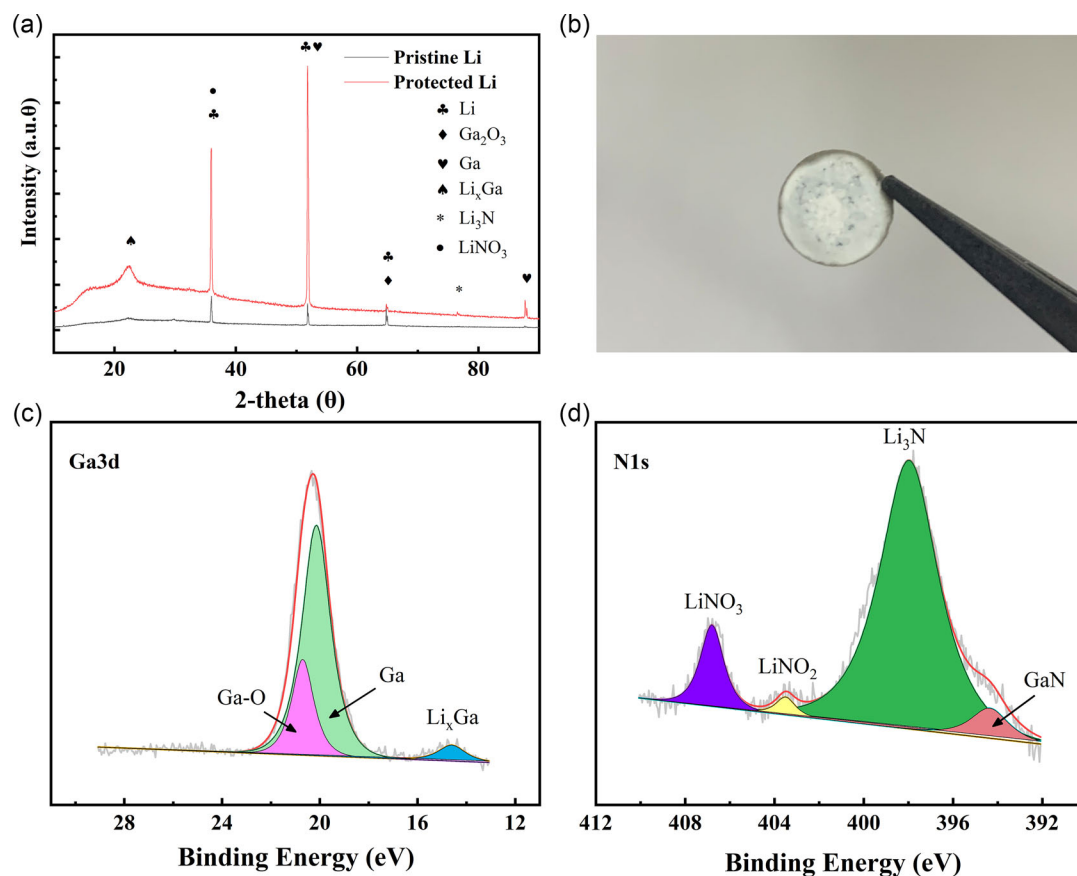 (a)
Intensity (a.u.θ)
Pristine Li
Protected Li
♣ Li
♦ Ga₂O₃
♥ Ga
♠ LiₓGa
* Li₃N
• LiNO₃
•
♣
♣♥
♠
♣
♦
*
♥
20 40 60 80
2-theta (θ)
(b)
(c)
Ga3d
Ga-O
Ga
LiₓGa
28 24 20 16 12
Binding Energy (eV)
(d)
N1s
Li₃N
LiNO₃
LiNO₂
GaN
412 408 404 400 396 392
Binding Energy (eV)